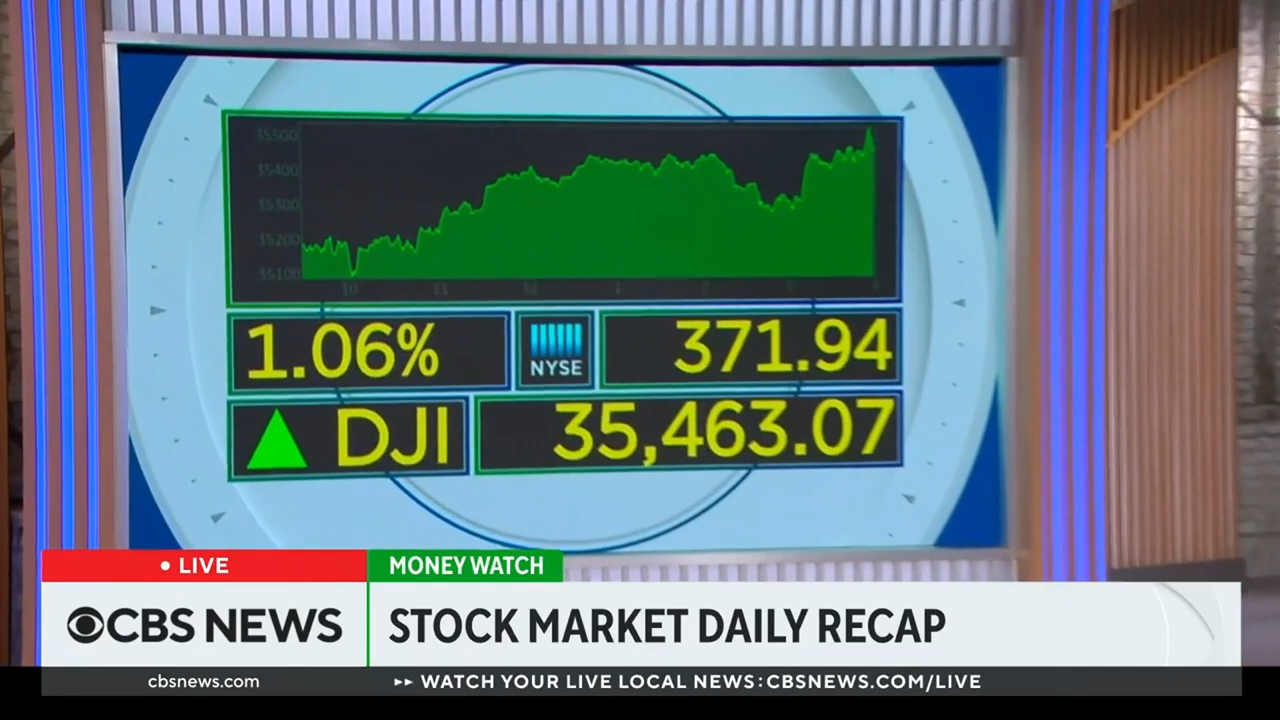 35500
35400
35300
35200
35100
10
11
12
1
2
3
4
1.06%
NYSE
371.94
DJI
35,463.07
LIVE
MONEY WATCH
CBS NEWS
STOCK MARKET DAILY RECAP
cbsnews.com
WATCH YOUR LIVE LOCAL NEWS:CBSNEWS.COM/LIVE